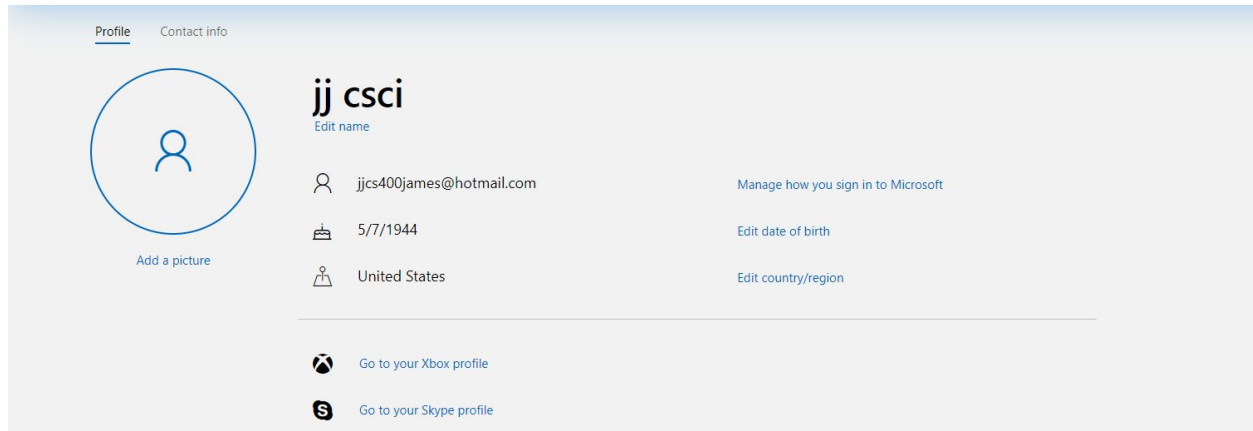 Profile Contact info
jj csci
Edit name
jjcs400james@hotmail.com Manage how you sign in to Microsoft
5/7/1944 Edit date of birth
Add a picture
United States Edit country/region
Go to your Xbox profile
Go to your Skype profile